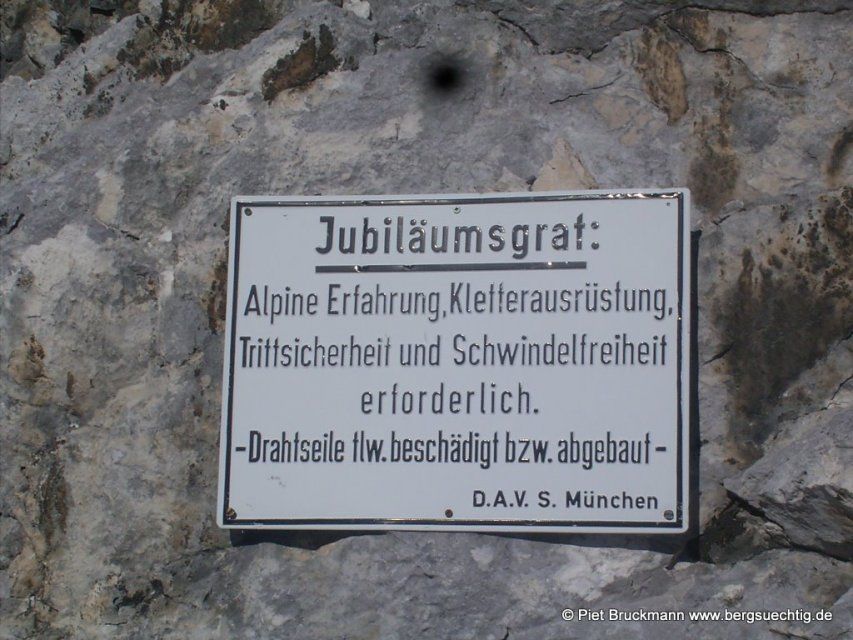 Jubiläumsgrat:
Alpine Erfahrung,Kletterausrüstung,
Trittsicherheit und Schwindelfreiheit
erforderlich.
-Drahtseile tlw. beschädigt bzw. abgebaut-
D.A.V. S. München
© Piet Bruckmann www.bergsuechtig.de